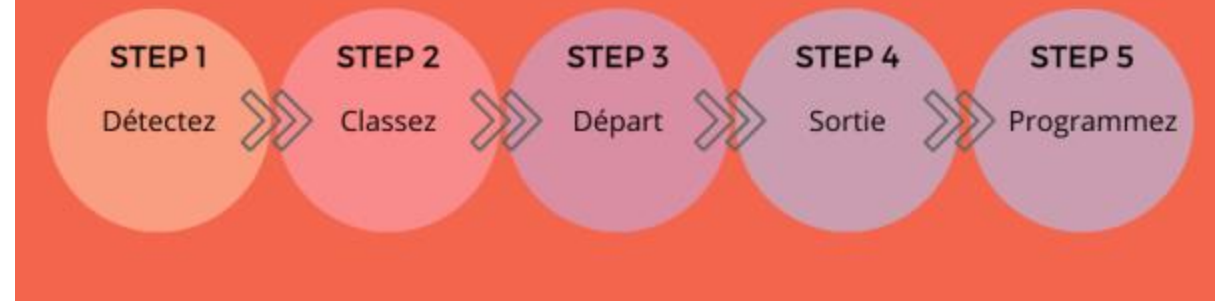 STEP 1
Détectez
STEP 2
Classez
STEP 3
Départ
STEP 4
Sortie
STEP 5
Programmez